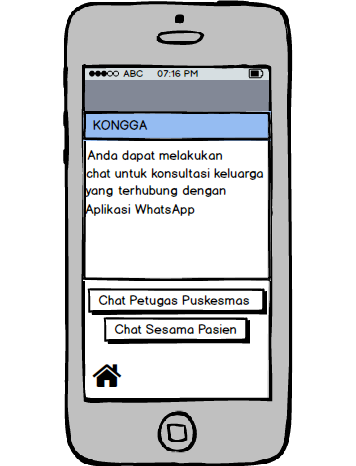 ABC 07:16 PM
KONGGA
Anda dapat melakukan
chat untuk konsultasi keluarga
yang terhubung dengan
Aplikasi WhatsApp
Chat Petugas Puskesmas
Chat Sesama Pasien